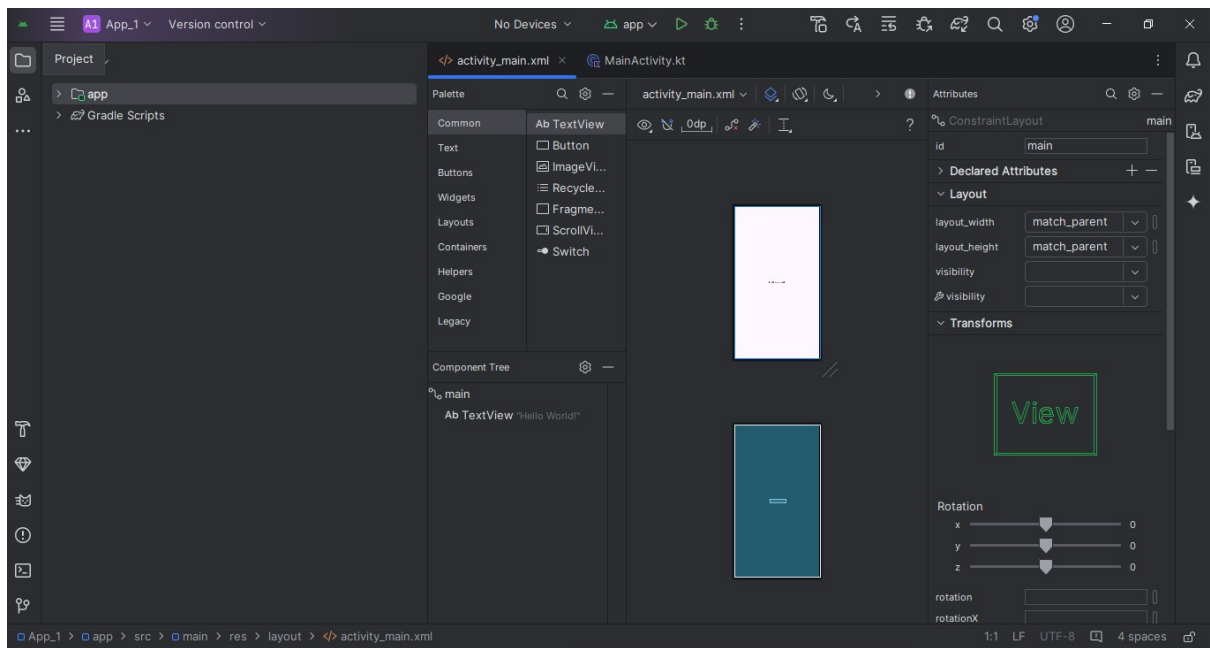 A1 App_1 Version control No Devices app
Project
activity_main.xml MainActivity.kt
app
Gradle Scripts
Palette
Common
Text
Buttons
Widgets
Layouts
Containers
Helpers
Google
Legacy
Ab TextView
Button
ImageVi...
Recycle...
Fragme...
ScrollVi...
Switch
Component Tree
main
Ab TextView "Hello World!"
activity_main.xml
0dp
?
Attributes
ConstraintLayout main
id main
Declared Attributes
Layout
layout_width match_parent
layout_height match_parent
visibility
visibility
Transforms
View
Rotation
x 0
y 0
z 0
rotation
rotationX
App_1 > app > src > main > res > layout > activity_main.xml 1:1 LF UTF-8 4 spaces